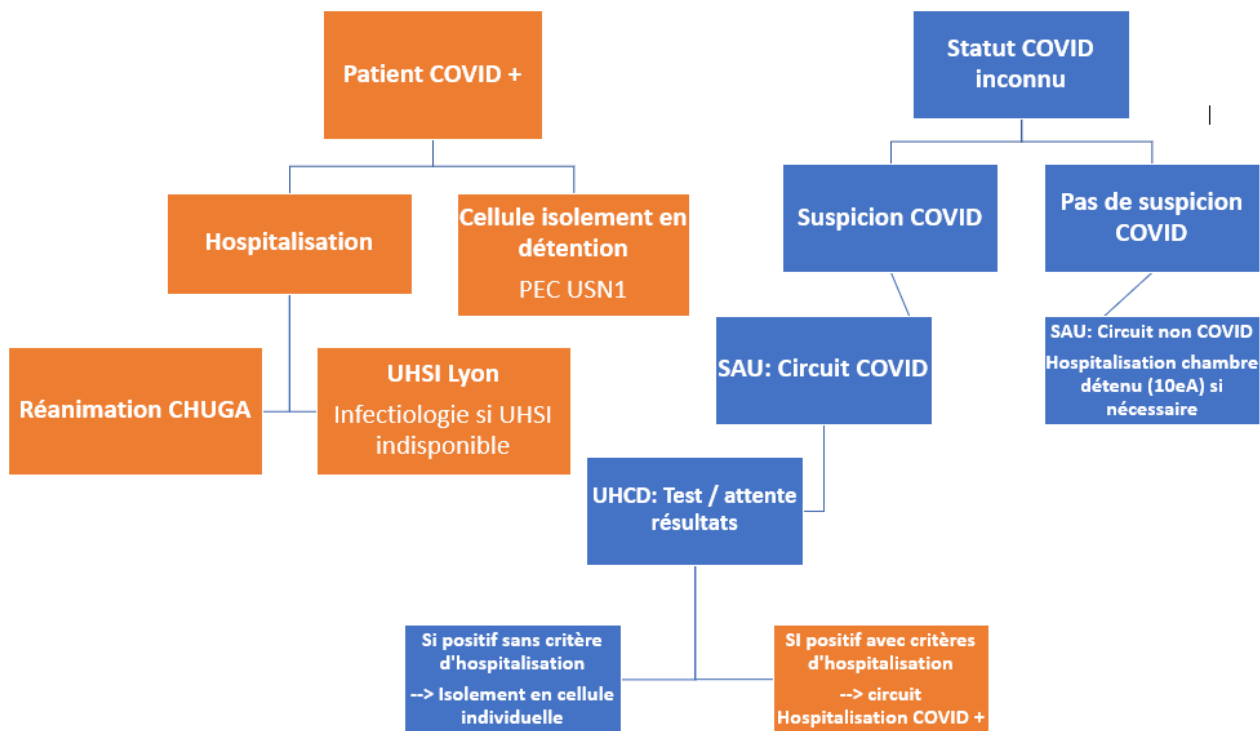 Patient COVID +
Statut COVID
inconnu
Hospitalisation
Cellule isolement en
détention
PEC USN1
Suspicion COVID
Pas de suspicion
COVID
Réanimation CHUGA
UHSI Lyon
Infectiologie si UHSI
indisponible
SAU: Circuit COVID
SAU: Circuit non COVID
Hospitalisation chambre
détenu (10eA) si
nécessaire
UHCD: Test / attente
résultats
Si positif sans critère
d'hospitalisation
--> Isolement en cellule
individuelle
SI positif avec critères
d'hospitalisation
--> circuit
Hospitalisation COVID +